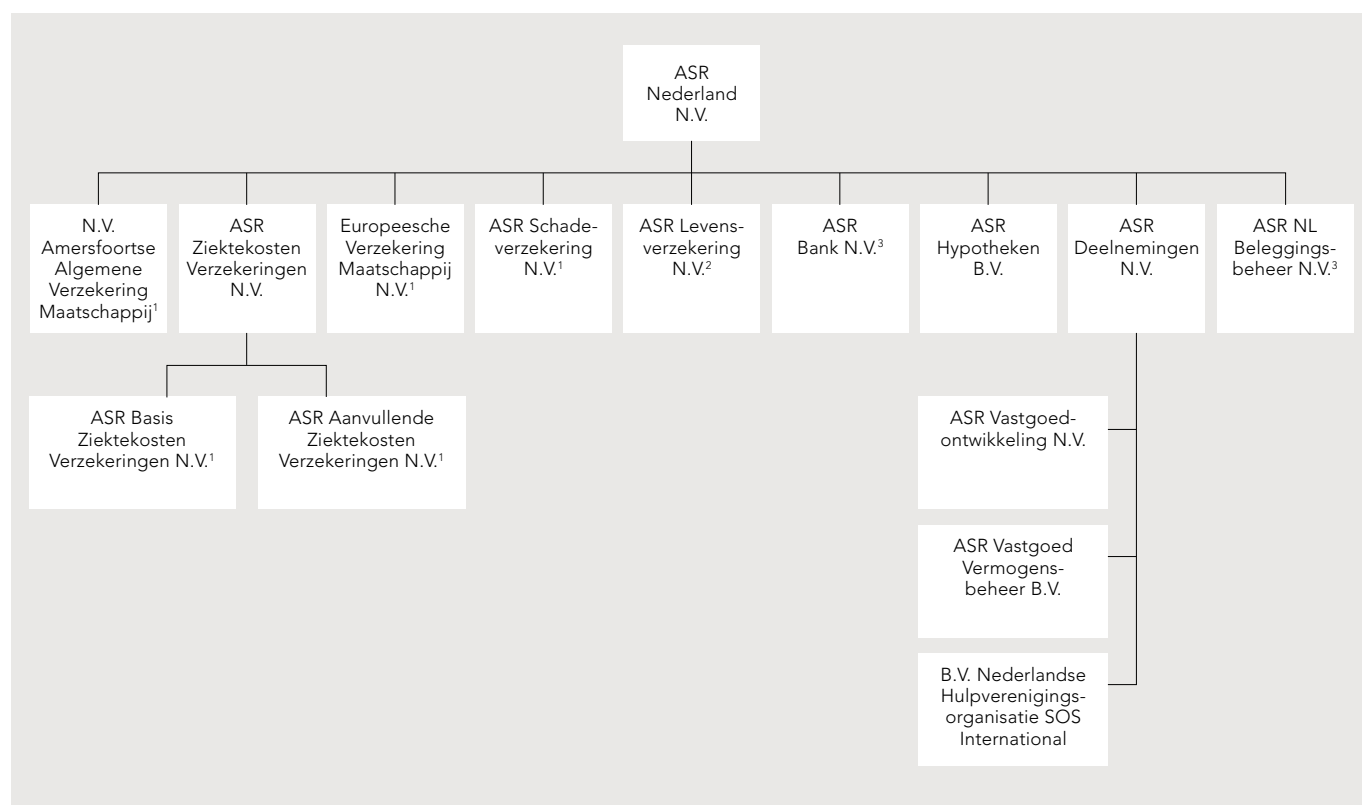 ASR
Nederland
N.V.
N.V.
Amersfoortse
Algemene
Verzekering
Maatschappij¹
ASR
Ziektekosten
Verzekeringen
N.V.
Europeesche
Verzekering
Maatschappij
N.V.¹
ASR Schade-
verzekering
N.V.¹
ASR Levens-
verzekering
N.V.²
ASR
Bank N.V.³
ASR
Hypotheken
B.V.
ASR
Deelnemingen
N.V.
ASR NL
Beleggings-
beheer N.V.³
ASR Basis
Ziektekosten
Verzekeringen N.V.¹
ASR Aanvullende
Ziektekosten
Verzekeringen N.V.¹
ASR Vastgoed-
ontwikkeling N.V.
ASR Vastgoed
Vermogens-
beheer B.V.
B.V. Nederlandse
Hulpverenigings-
organisatie SOS
International